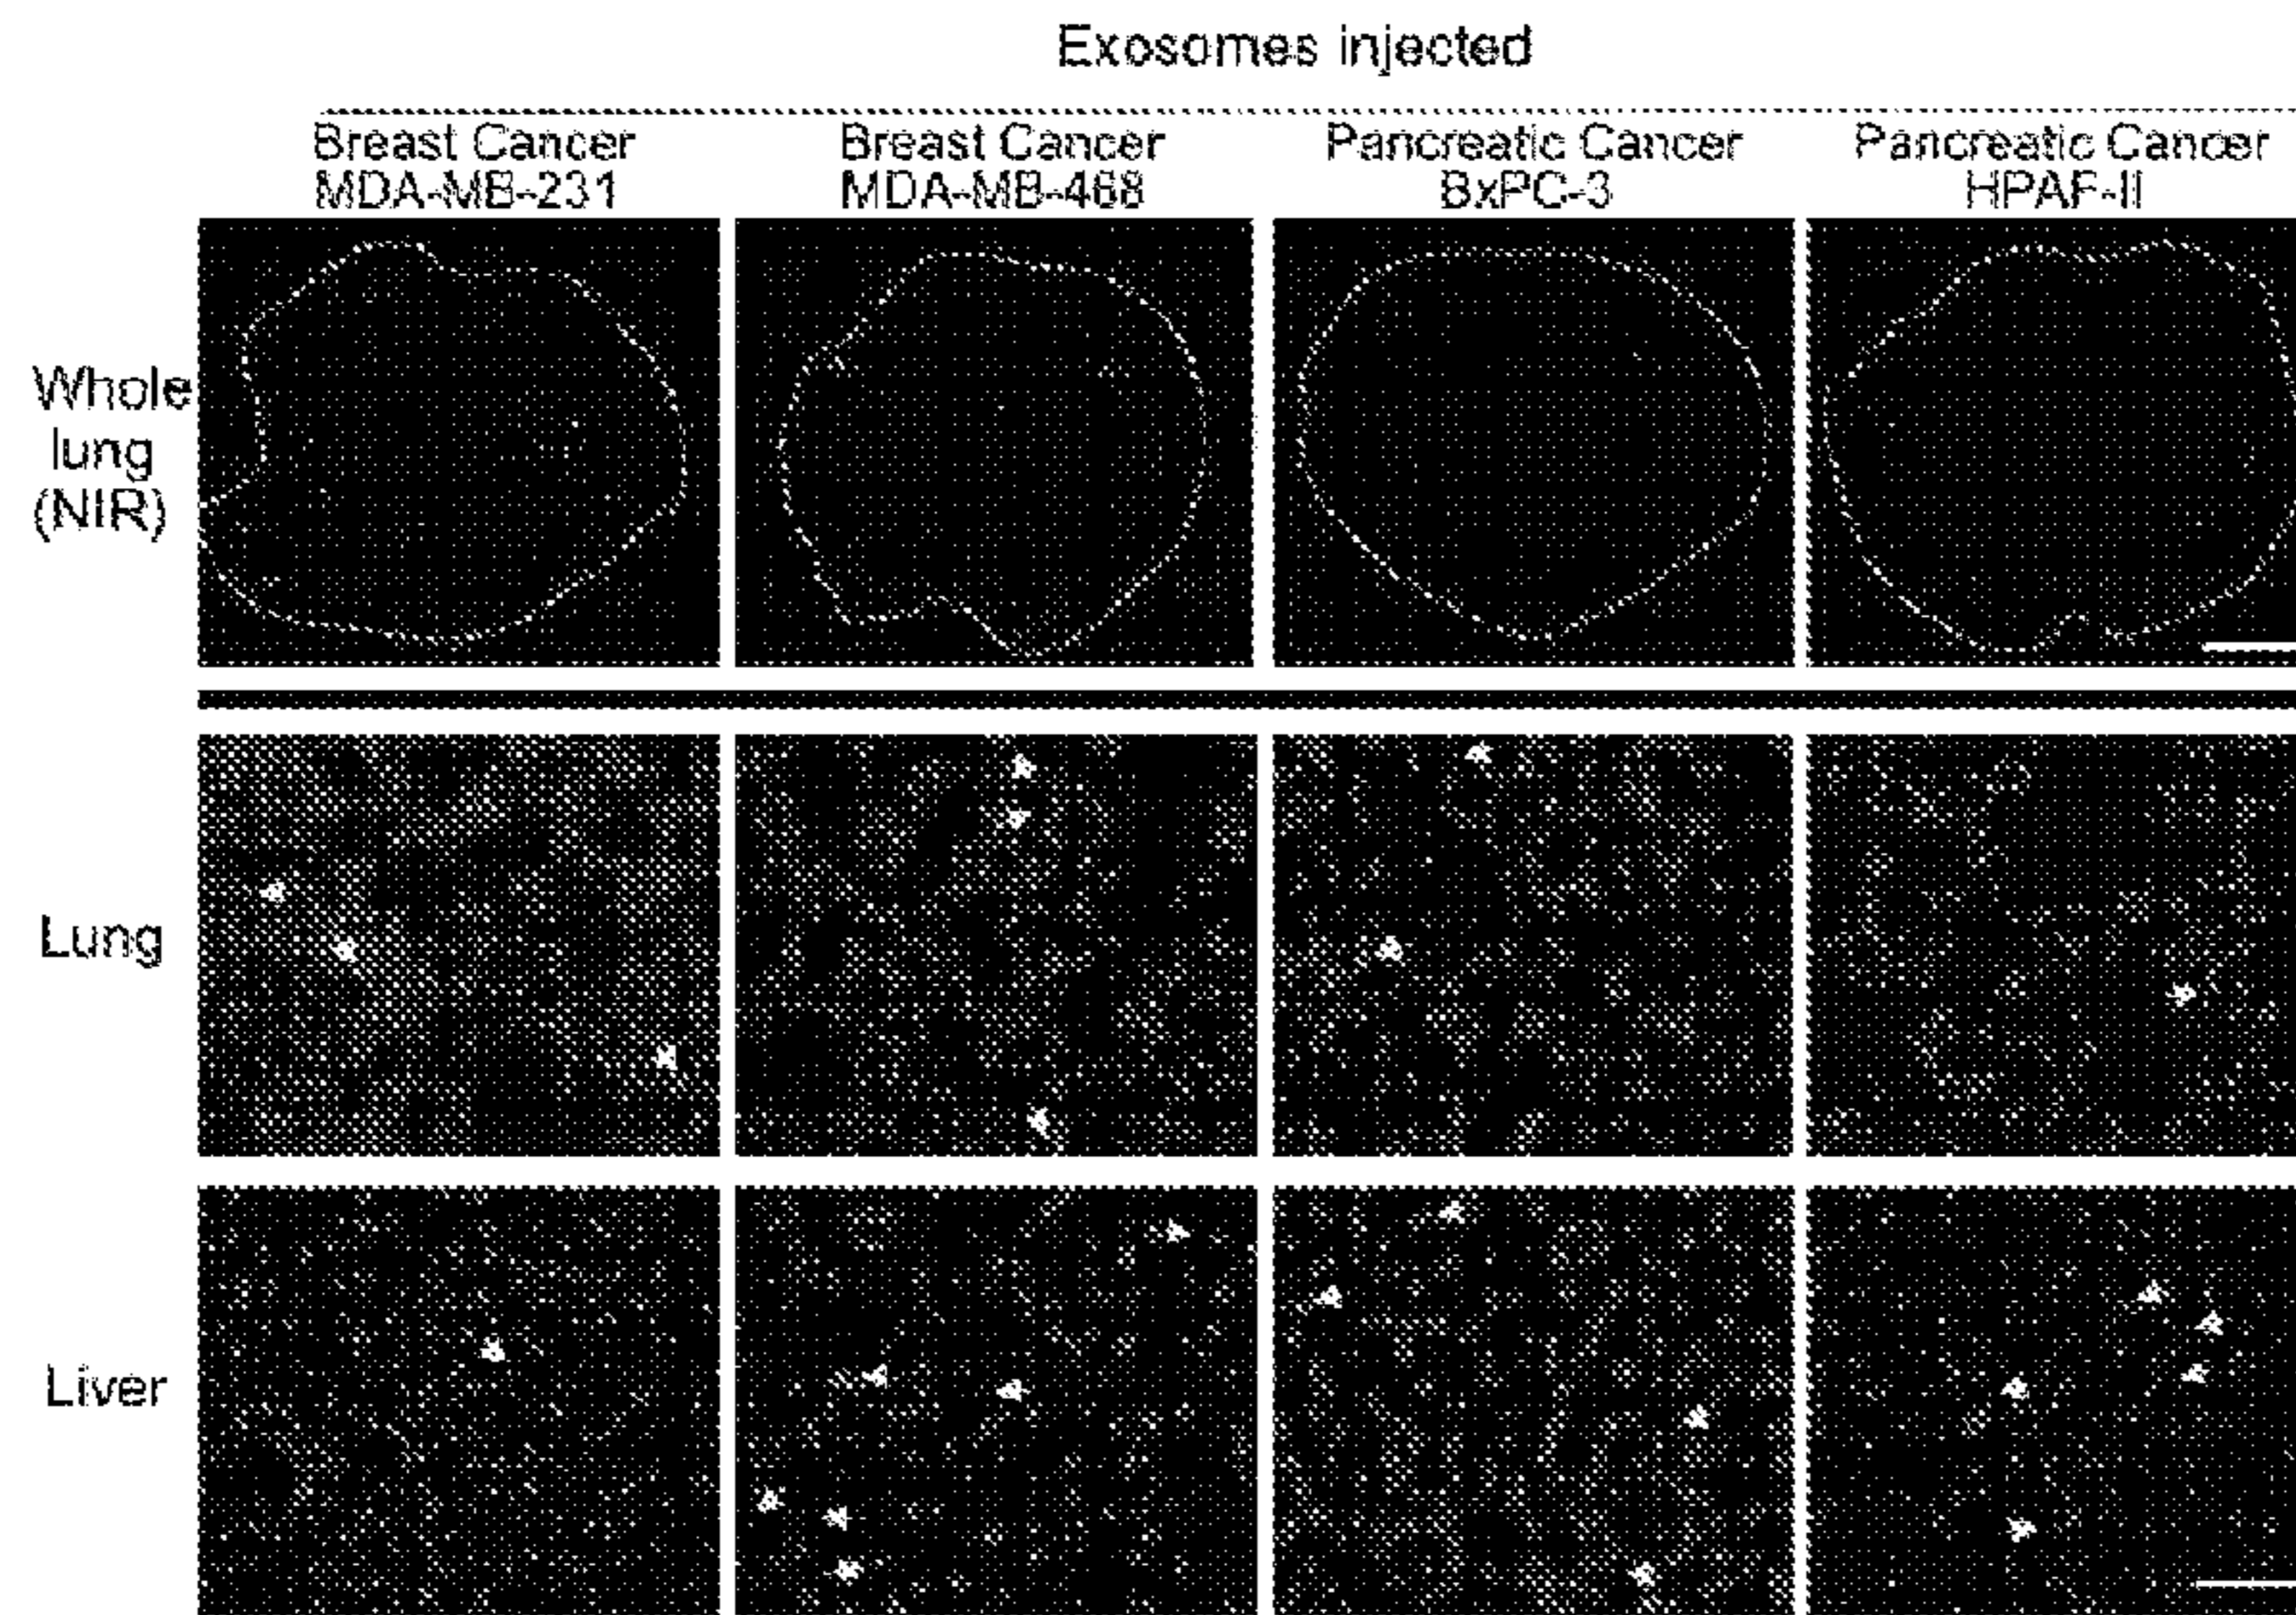 Exosomes injected
Breast Cancer
MDA-MB-231
Breast Cancer
MDA-MB-468
Pancreatic Cancer
BxPC-3
Pancreatic Cancer
HPAF-II
Whole
lung
(NIR)
Lung
Liver